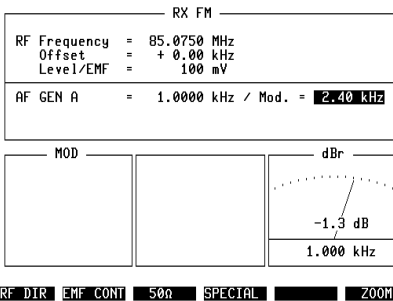 RX FM
RF Frequency = 85.0750 MHz
Offset = + 0.00 kHz
Level/EMF = 100 mV
AF GEN A = 1.0000 kHz / Mod. = 2.40 kHz
MOD
dBr
-1.3 dB
1.000 kHz
RF DIR EMF CONT 50Ω SPECIAL ZOOM